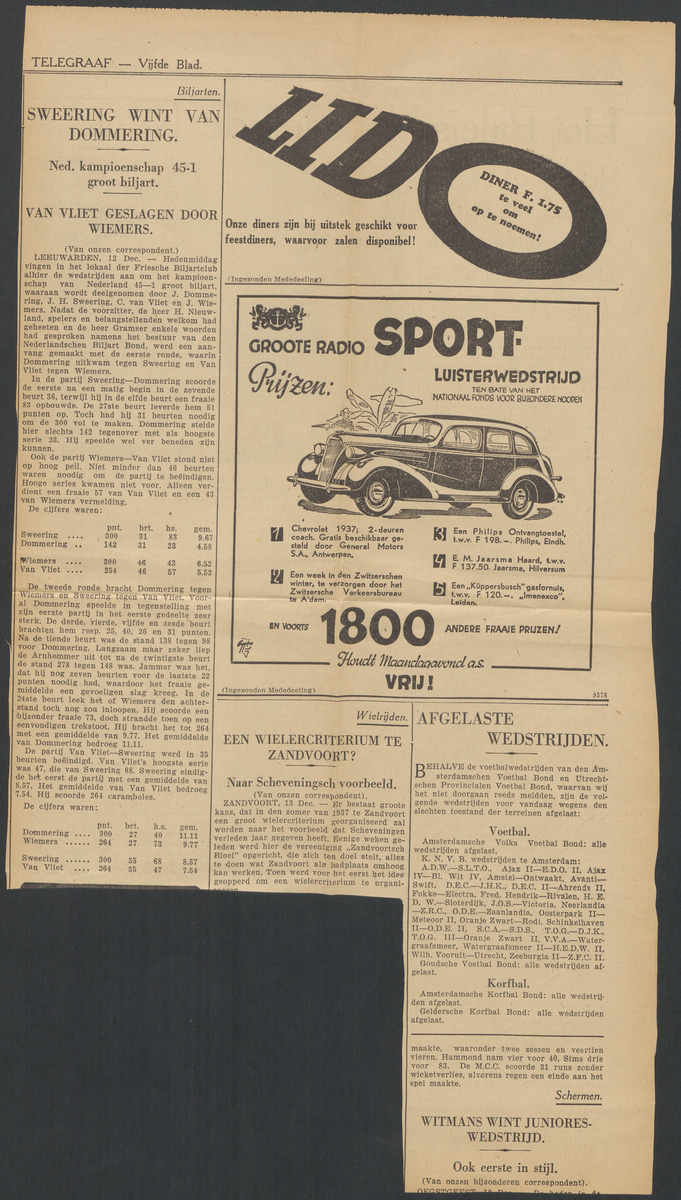 TELEGRAAF — Vijfde Blad.
Biljarten.
SWEERING WINT VAN
DOMMERING.
Ned. kampioenschap 45-1
groot biljart.
VAN VLIET GESLAGEN DOOR
WIEMERS.
(Van onzen correspondent.)
LEEUWARDEN, 12 Dec. — Hedenmiddag
vingen in het lokaal der Friesche Biljartclub
alhier de wedstrijden aan om het kampioen-
schap van Nederland 45—1 groot biljart,
waaraan wordt deelgenomen door J. Domme-
ring, J. H. Sweering, C. van Vliet en J. Wie-
mers. Nadat de voorzitter, de heer H. Nieuw-
land, spelers en belangstellenden welkom had
geheeten en de heer Gramser enkele woorden
had gesproken namens het bestuur van den
Nederlandschen Biljart Bond, werd een aan-
vang gemaakt met de eerste ronde, waarin
Dommering uitkwam tegen Sweering en Van
Vliet tegen Wiemers.
In de partij Sweering—Dommering scoorde
de eerste na een matig begin in de zevende
beurt 36, terwijl hij in de elfde beurt een fraaie
83 opbouwde. De 27ste beurt leverde hem 51
punten op. Toch had hij 31 beurten noodig
om de 300 vol te maken. Dommering stelde
hier slechts 142 tegenover met als hoogste
serie 23. Hij speelde wel ver beneden zijn
kunnen.
Ook de partij Wiemers—Van Vliet stond niet
op hoog peil. Niet minder dan 46 beurten
waren noodig om de partij te beëindigen.
Hooge series kwamen niet voor. Alleen ver-
dient een fraaie 57 van Van Vliet en een 43
van Wiemers vermelding.
De cijfers waren:
pnt. brt. hs. gem.
Sweering .... 300 31 83 9.67
Dommering .. 142 31 23 4.58
Wiemers .... 300 46 43 6.52
Van Vliet .... 254 46 57 5.52
De tweede ronde bracht Dommering tegen
Wiemers en Sweering tegen Van Vliet. Voor-
al Dommering speelde in tegenstelling met
zijn eerste partij in het eerste gedeelte zeer
sterk. De derde, vierde, vijfde en zesde beurt
brachten hem resp. 25, 40, 26 en 31 punten.
Na de tiende beurt was de stand 138 tegen 98
voor Dommering. Langzaam maar zeker liep
de Arnhemmer uit tot na de twintigste beurt
de stand 278 tegen 148 was. Jammer was het,
dat hij nog zeven beurten voor de laatste 22
punten noodig had, waardoor het fraaie ge-
middelde een gevoeligen slag kreeg. In de
24ste beurt leek het of Wiemers den achter-
stand toch nog zou inloopen. Hij scoorde een
bijzonder fraaie 73, doch strandde toen op een
eenvoudigen trekstoot. Hij bracht het tot 264
met een gemiddelde van 9.77. Het gemiddelde
van Dommering bedroeg 11.11.
De partij Van Vliet—Sweering werd in 35
beurten beëindigd. Van Vliet's hoogste serie
was 47, die van Sweering 68. Sweering eindig-
de het eerst de partij met een gemiddelde van
8.57. Het gemiddelde van Van Vliet bedroeg
7.54. Hij scoorde 264 caramboles.
De cijfers waren:
pnt. brt. h.s. gem.
Dommering .... 300 27 40 11.11
Wiemers ...... 264 27 73 9.77
Sweering ...... 300 35 68 8.57
Van Vliet .... 264 35 47 7.54
LIDO
DINER F. 1.75
te veel
om
op te noemen!
Onze diners zijn bij uitstek geschikt voor
feestdiners, waarvoor zalen disponibel!
(Ingezonden Mededeeling)
GROOTE RADIO SPORT-
LUISTERWEDSTRIJD
TEN BATE VAN HET
NATIONAAL FONDS VOOR BIJZONDERE NOODEN
Prijzen:
1 Chevrolet 1937; 2-deuren
coach. Gratis beschikbaar ge-
steld door General Motors
S.A., Antwerpen.
2 Een week in den Zwitserschen
winter, te verzorgen door het
Zwitsersche Verkeersbureau
te A'dam.
3 Een Philips Ontvangtoestel,
t.w.v. F 198.—. Philips, Eindh.
4 E. M. Jaarsma Haard, t.w.v.
F 137.50. Jaarsma, Hilversum
5 Een „Küppersbusch” gasfornuis,
t.w.v. F 120.—. „Imenexco”,
Leiden.
EN VOORTS 1800 ANDERE FRAAIE PRIJZEN!
Houdt Maandagavond a.s.
VRIJ!
(Ingezonden Mededeeling)
9378
Wielrijden.
EEN WIELERCRITERIUM TE
ZANDVOORT?
Naar Scheveningsch voorbeeld.
(Van onzen correspondent).
ZANDVOORT, 13 Dec. — Er bestaat groote
kans, dat in den zomer van 1937 te Zandvoort
een groot wielercriterium georganiseerd zal
worden naar het voorbeeld dat Scheveningen
verleden jaar gegeven heeft. Eenige weken ge-
leden werd hier de vereeniging „Zandvoortsch
Bloei” opgericht, die zich ten doel stelt, alles
te doen wat Zandvoort als badplaats omhoog
kan werken. Toen werd voor het eerst het idee
geopperd om een wielercriterium te organi-
AFGELASTE
WEDSTRIJDEN.
BEHALVE de voetbalwedstrijden van den Am-
sterdamschen Voetbal Bond en Utrecht-
schen Provincialen Voetbal Bond, waarvan wij
het niet doorgaan reeds meldden, zijn de vol-
gende wedstrijden voor vandaag wegens den
slechten toestand der terreinen afgelast:
Voetbal.
Amsterdamsche Volks Voetbal Bond: alle
wedstrijden afgelast.
K. N. V. B. wedstrijden te Amsterdam:
A.D.W.—S.L.T.O., Ajax II—E.D.O. II, Ajax
IV—Bl. Wit IV, Amstel—Ontwaakt, Avanti—
Swift, D.E.C.—J.H.K., D.E.C. II—Ahrends II,
Fokke—Electra, Fred. Hendrik—Rivalen, H. E.
D. W.—Sloterdijk, J.O.S.—Victoria, Neerlandia
—Z.R.C., O.D.E.—Zaanlandia, Oosterpark II—
Meteoor II, Oranje Zwart—Rodi, Schinkelhaven
II—O.D.E. II, S.C.A.—S.D.S., T.O.G.—D.J.K.,
T.O.G. III—Oranje Zwart II, V.V.A.—Water-
graafsmeer, Watergraafsmeer II—H.E.D.W. II,
Wilh. Vooruit—Utrecht, Zeeburgia II—Z.F.C. II.
Goudsche Voetbal Bond: alle wedstrijden af-
gelast.
Korfbal.
Amsterdamsche Korfbal Bond: alle wedstrij-
den afgelast.
Geldersche Korfbal Bond: alle wedstrijden
afgelast.
maakte, waaronder twee zessen en veertien
vieren. Hammond nam vier voor 40. Sims drie
voor 83. De M.C.C. scoorde 31 runs zonder
wicketverlies, alvorens regen een einde aan het
spel maakte.
Schermen.
WITMANS WINT JUNIORES-
WEDSTRIJD.
Ook eerste in stijl.
(Van onzen bijzonderen correspondent).